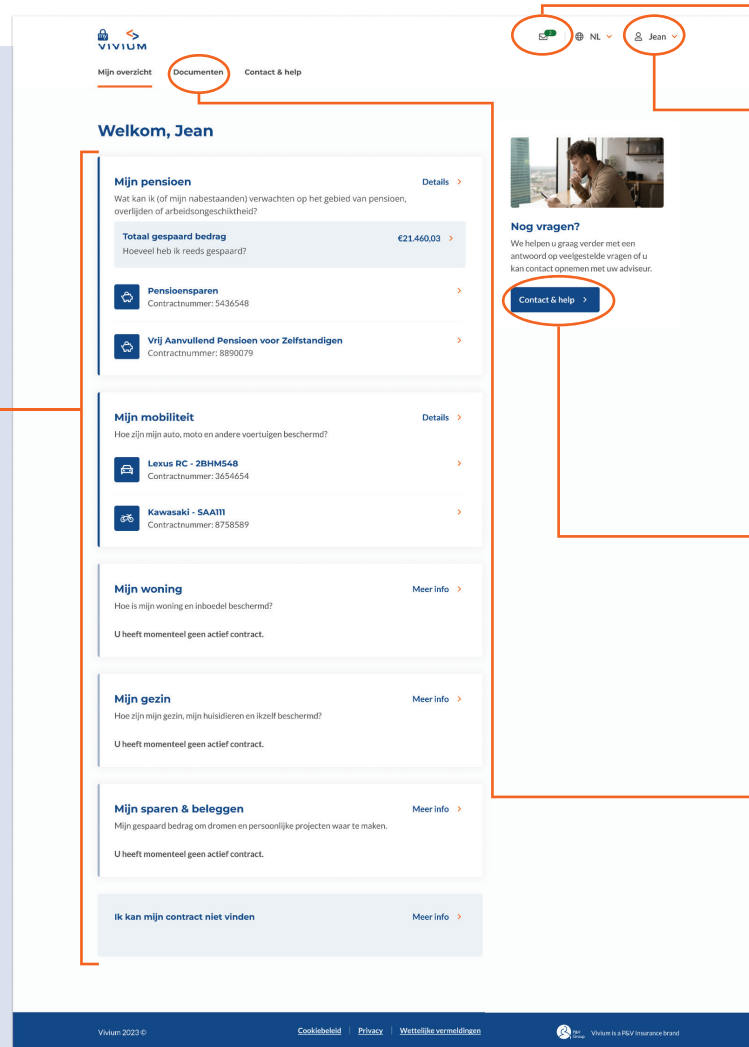 my
VIVIUM
2
NL
Jean
Mijn overzicht
Documenten
Contact & help
Welkom, Jean
Mijn pensioen
Details
Wat kan ik (of mijn nabestaanden) verwachten op het gebied van pensioen,
overlijden of arbeidsongeschiktheid?
Totaal gespaard bedrag
€21.460,03
Hoeveel heb ik reeds gespaard?
Pensioensparen
Contractnummer: 5436548
Vrij Aanvullend Pensioen voor Zelfstandigen
Contractnummer: 8890079
Nog vragen?
We helpen u graag verder met een
antwoord op veelgestelde vragen of u
kan contact opnemen met uw adviseur.
Contact & help
Mijn mobiliteit
Details
Hoe zijn mijn auto, moto en andere voertuigen beschermd?
Lexus RC - 2BHM548
Contractnummer: 3654654
Kawasaki - SAA111
Contractnummer: 8758589
Mijn woning
Meer info
Hoe is mijn woning en inboedel beschermd?
U heeft momenteel geen actief contract.
Mijn gezin
Meer info
Hoe zijn mijn gezin, mijn huisidieren en ikzelf beschermd?
U heeft momenteel geen actief contract.
Mijn sparen & beleggen
Meer info
Mijn gespaard bedrag om dromen en persoonlijke projecten waar te maken.
U heeft momenteel geen actief contract.
Ik kan mijn contract niet vinden
Meer info
Vivium 2023 ©
Cookiebeleid
Privacy
Wettelijke vermeldingen
P&V
Group
Vivium is a P&V Insurance brand